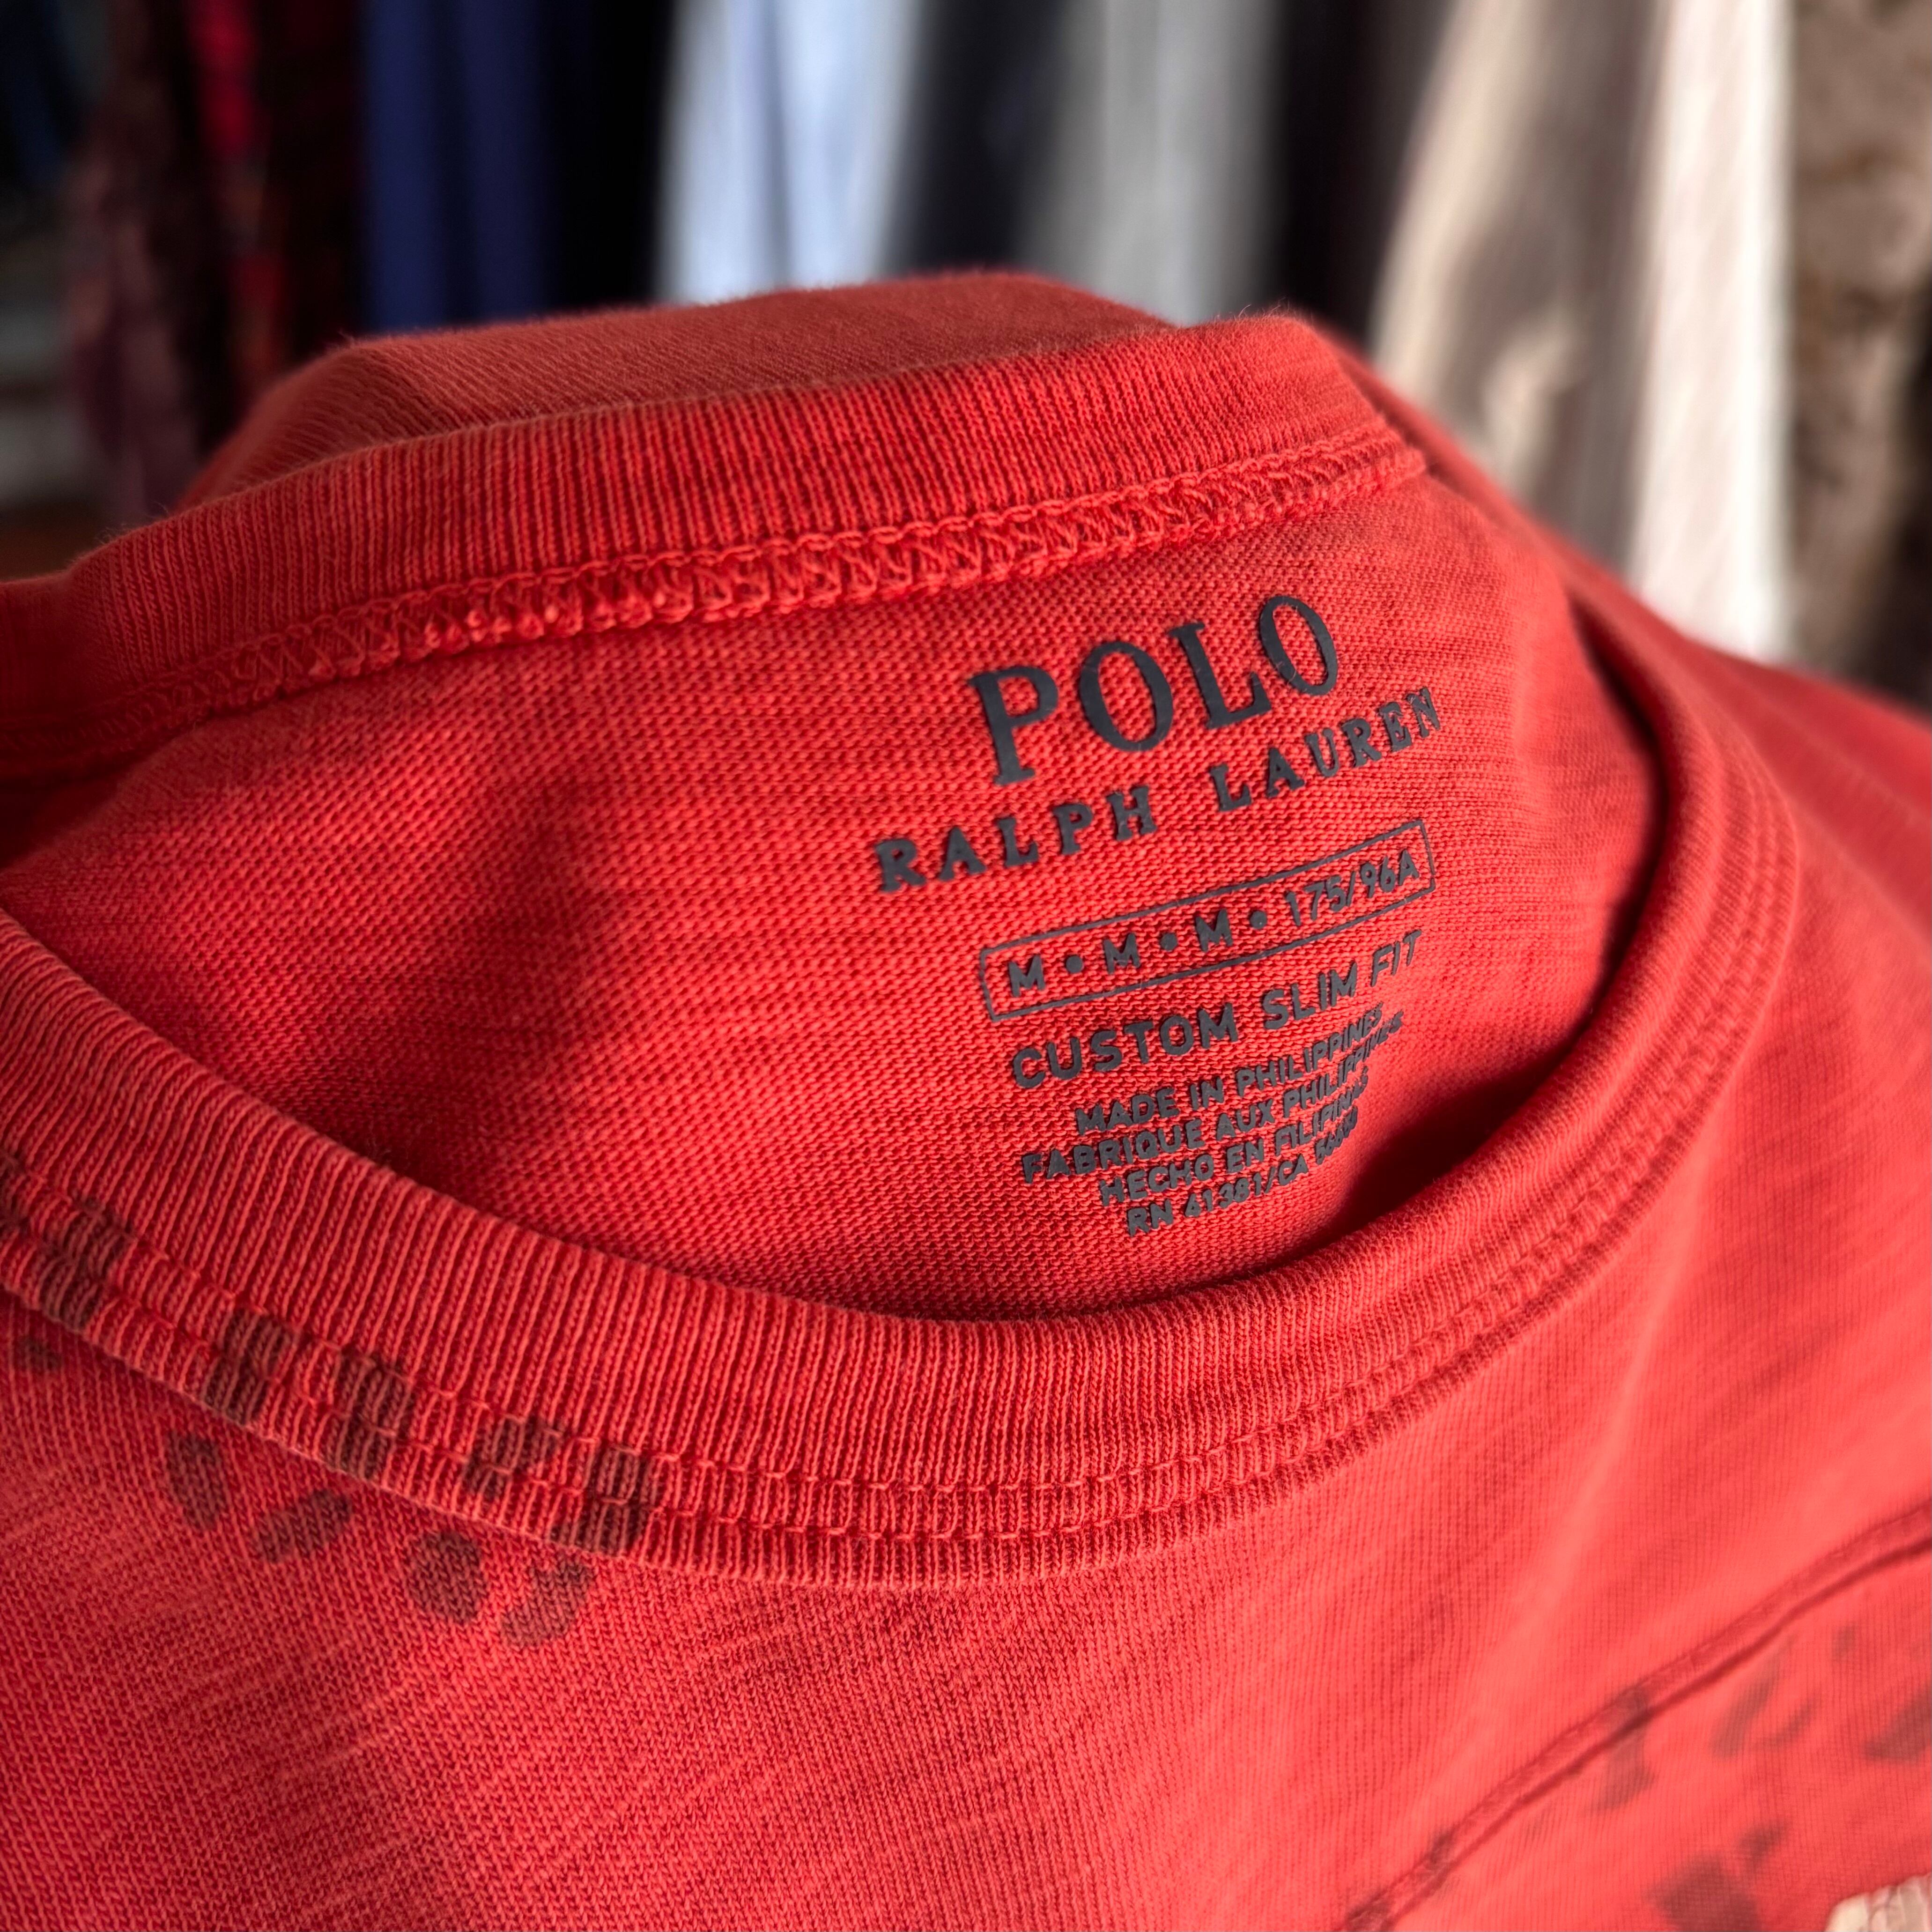 POLO
RALPH LAUREN
M • M • M • 175/96A
CUSTOM SLIM FIT
MADE IN PHILIPPINES
FABRIQUE AUX PHILIPPINES
HECHO EN FILIPINAS
RN 41381/CA